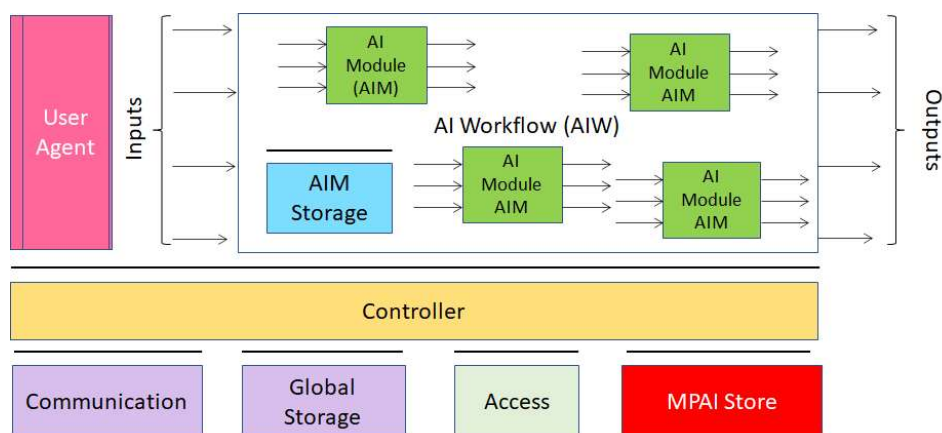 User
Agent
Inputs
AI
Module
(AIM)
AI
Module
AIM
AI Workflow (AIW)
AIM
Storage
AI
Module
AIM
AI
Module
AIM
Outputs
Controller
Communication
Global
Storage
Access
MPAI Store